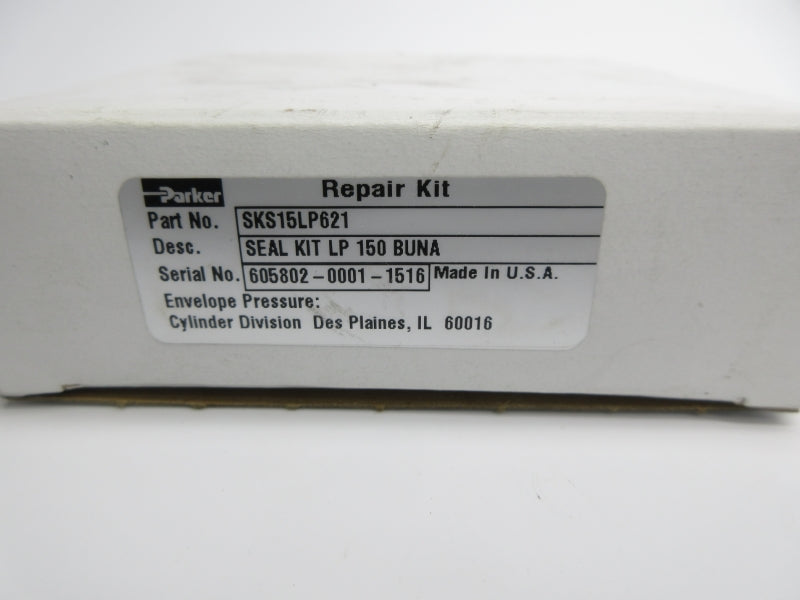 Parker Repair Kit
Part No. SKS15LP621
Desc. SEAL KIT LP 150 BUNA
Serial No. 605802-0001-1516 Made In U.S.A.
Envelope Pressure:
Cylinder Division Des Plaines, IL 60016